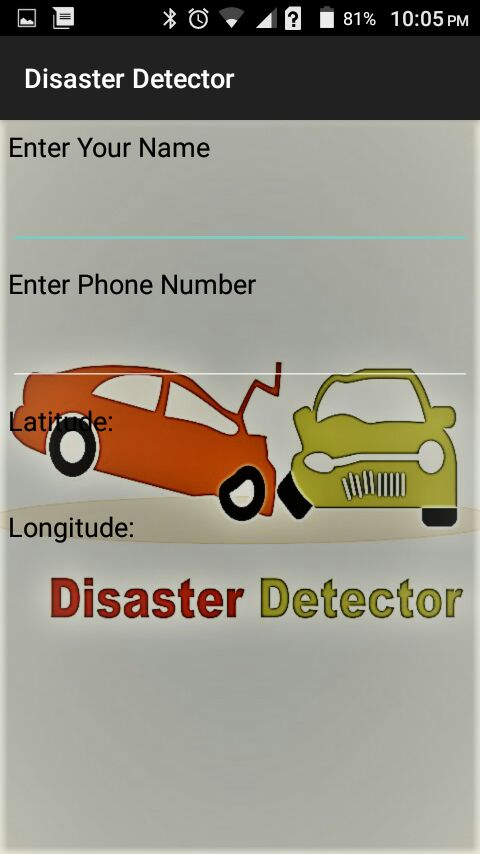 81% 10:05 PM
Disaster Detector
Enter Your Name
Enter Phone Number
Latitude:
Longitude:
Disaster Detector